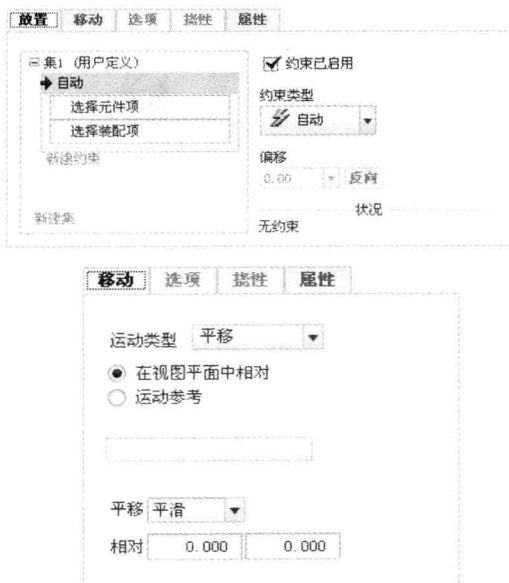 放置 移动 选项 挠性 属性
集1 (用户定义)
自动
选择元件项
选择装配项
新建约束
新建集
约束已启用
约束类型
自动
偏移
0.00 反向
状况
无约束
移动 选项 挠性 属性
运动类型 平移
在视图平面中相对
运动参考
平移 平滑
相对 0.000 0.000